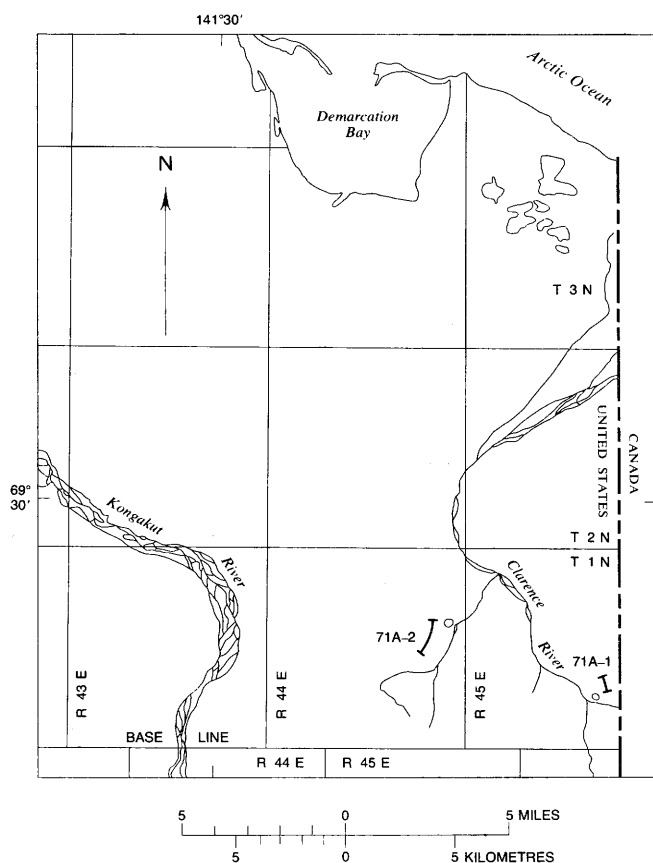 141°30′
Arctic Ocean
Demarcation
Bay
N
T 3 N
UNITED STATES
CANADA
69°
30′
Kongakut
River
T 2 N
T 1 N
Clarence
River
71A–2
71A–1
R 43 E
R 44 E
R 45 E
BASE LINE
R 44 E R 45 E
5 0 5 MILES
5 0 5 KILOMETRES